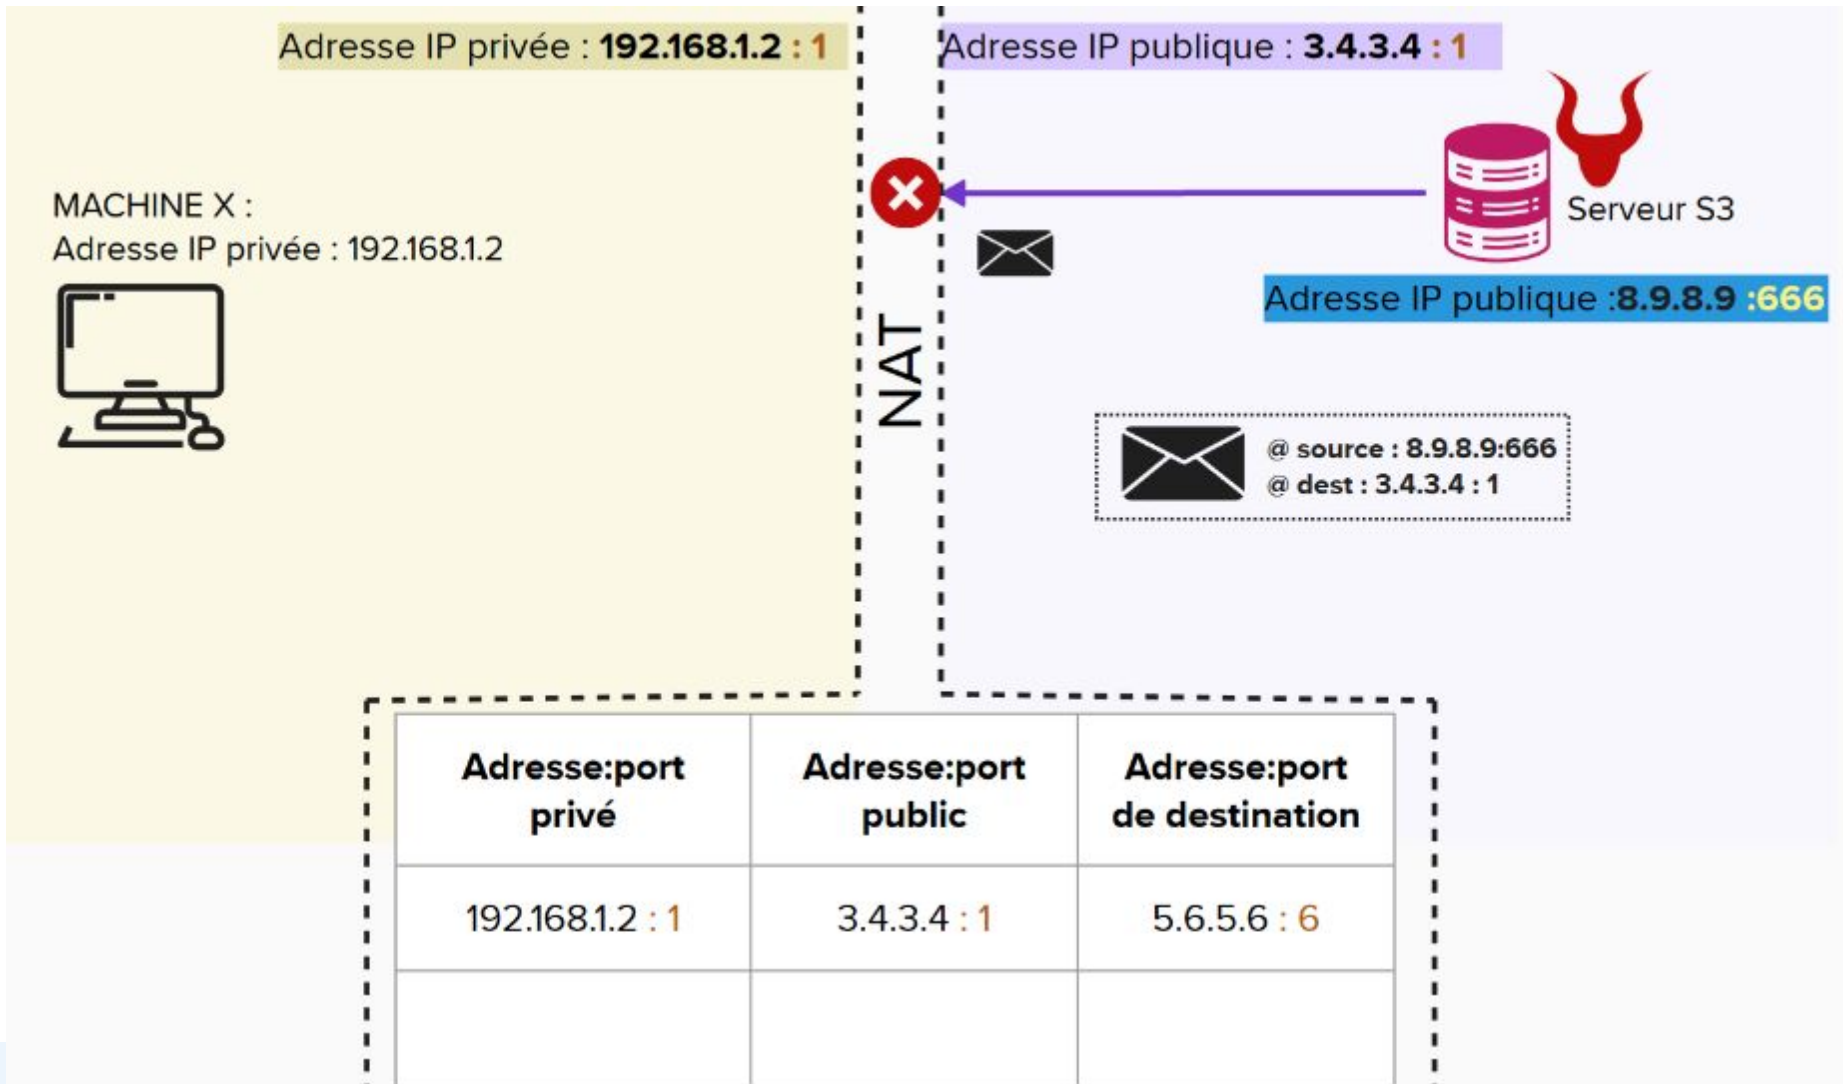 Adresse IP privée : 192.168.1.2 : 1
Adresse IP publique : 3.4.3.4 : 1
MACHINE X :
Adresse IP privée : 192.168.1.2
Serveur S3
Adresse IP publique :8.9.8.9 :666
NAT
@ source : 8.9.8.9:666
@ dest : 3.4.3.4 : 1
Adresse:port privé
Adresse:port public
Adresse:port de destination
192.168.1.2 : 1
3.4.3.4 : 1
5.6.5.6 : 6